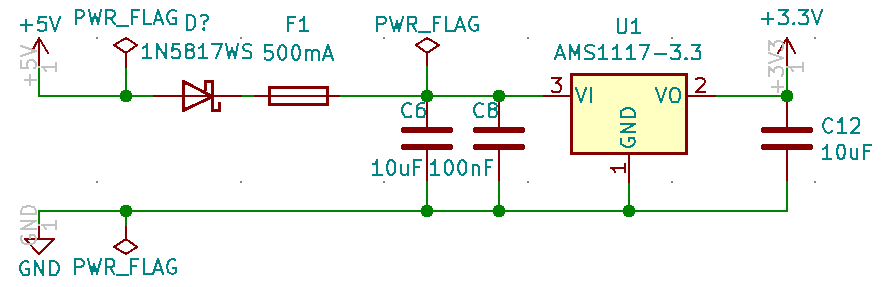 +5V
PWR_FLAG
D?
1N5817WS
F1
500mA
PWR_FLAG
U1
AMS1117-3.3
+3.3V
+5V
1
3
VI
VO
2
GND
1
+3V3
1
C6
10uF
C8
100nF
C12
10uF
GND
1
GND
PWR_FLAG